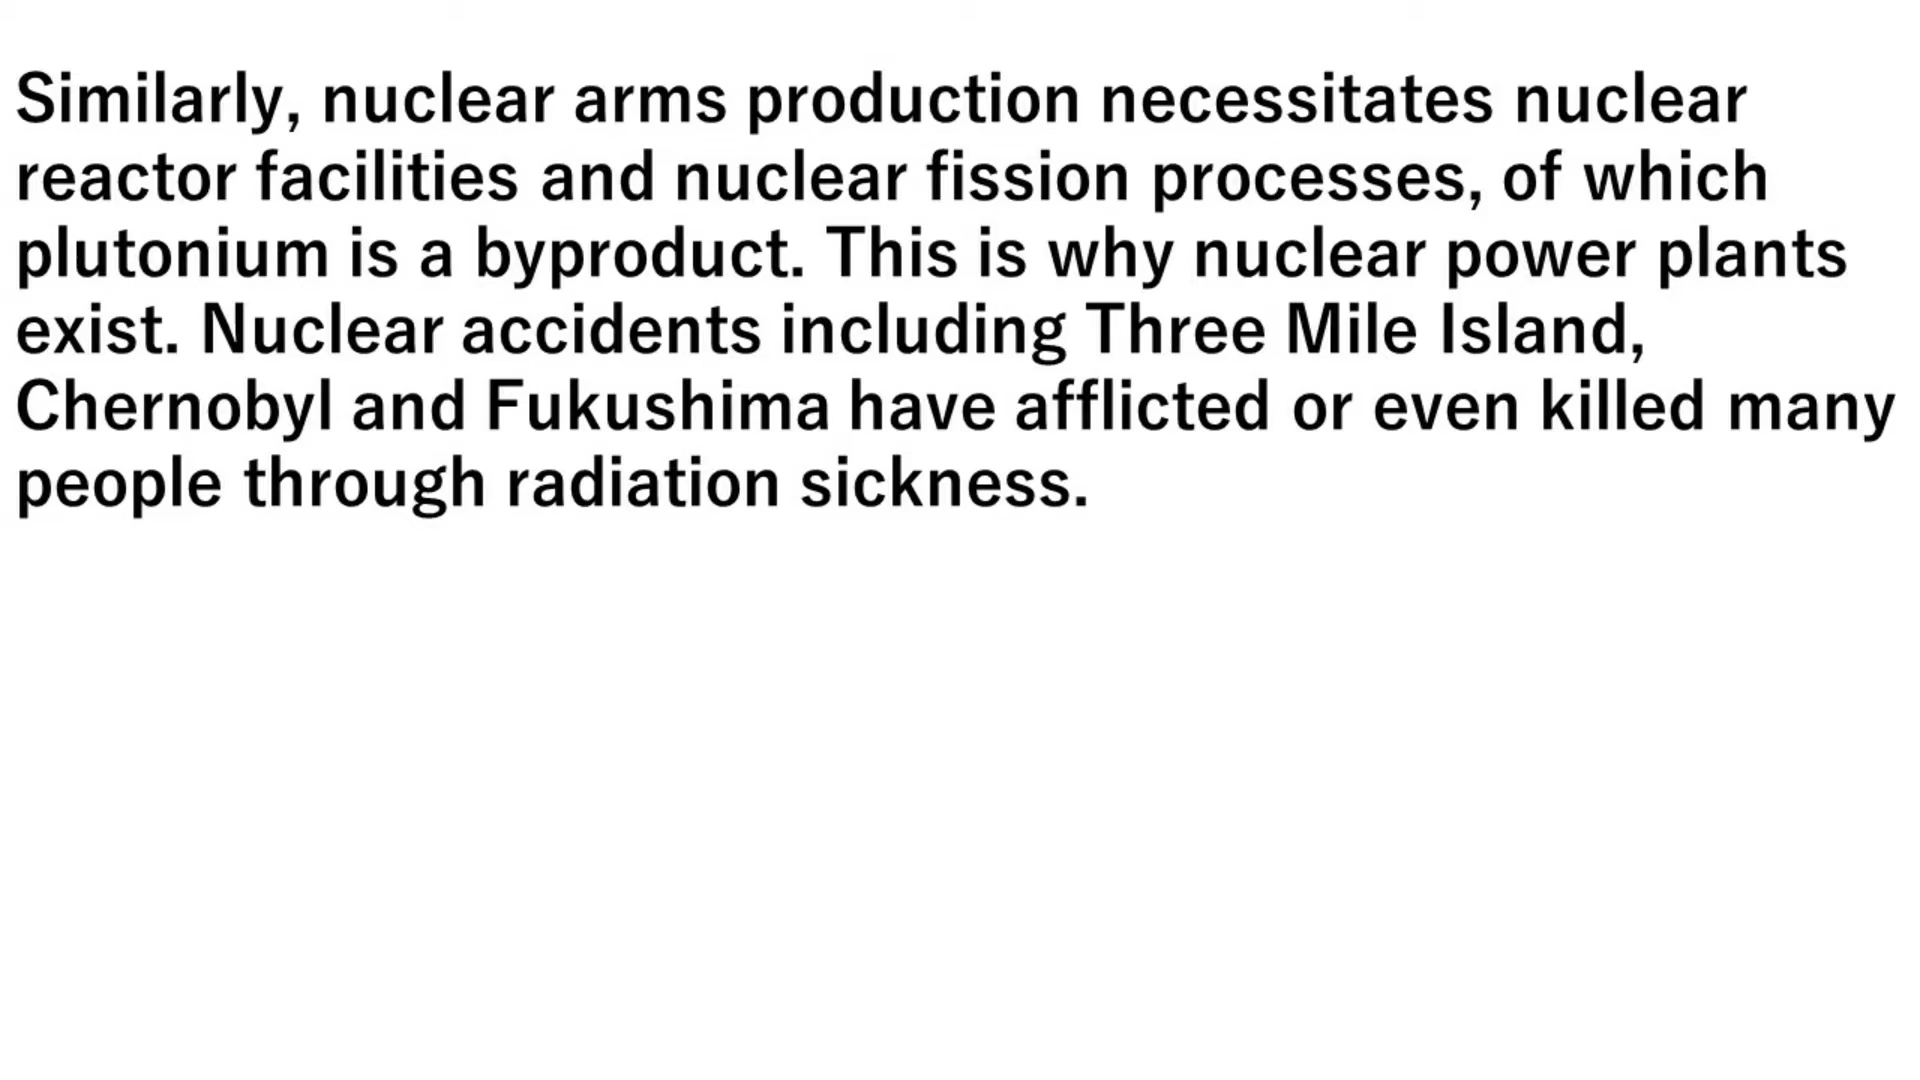 Similarly, nuclear arms production necessitates nuclear
reactor facilities and nuclear fission processes, of which
plutonium is a byproduct. This is why nuclear power plants
exist. Nuclear accidents including Three Mile Island,
Chernobyl and Fukushima have afflicted or even killed many
people through radiation sickness.